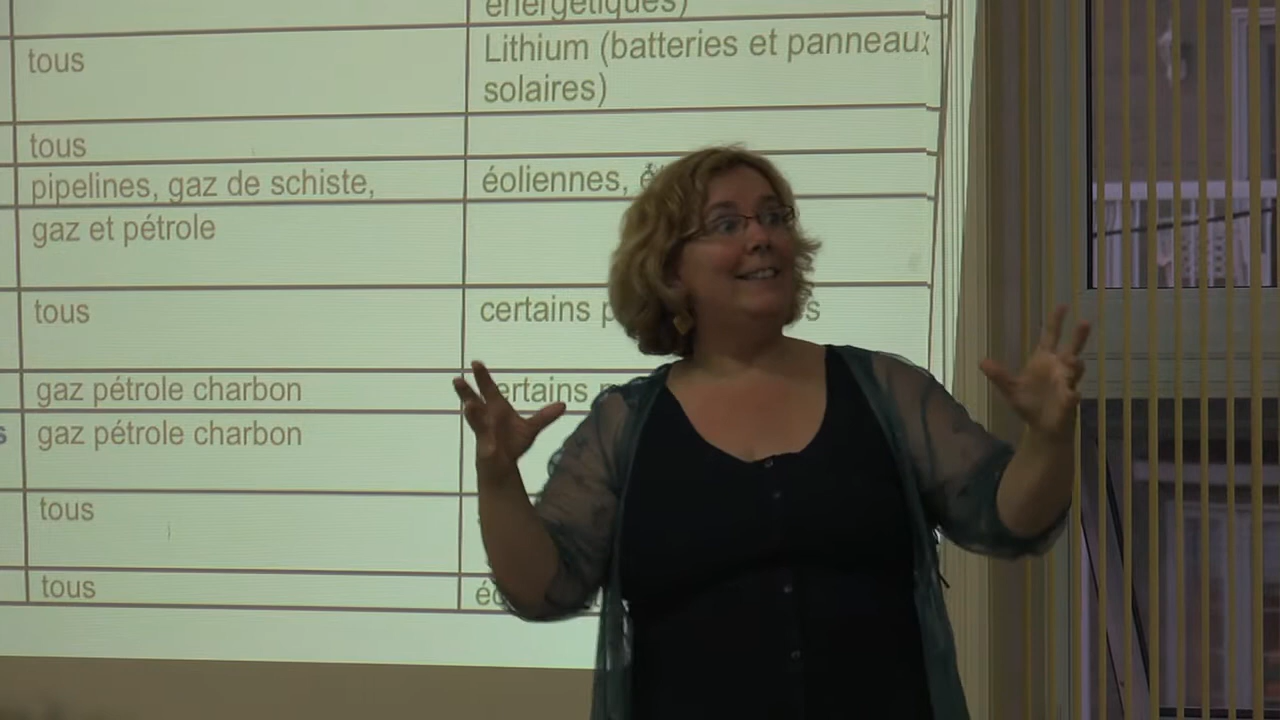 énergétiques)
tous
Lithium (batteries et panneaux
solaires)
tous
pipelines, gaz de schiste,
éoliennes,
gaz et pétrole
tous
certains
gaz pétrole charbon
certains
gaz pétrole charbon
tous
tous